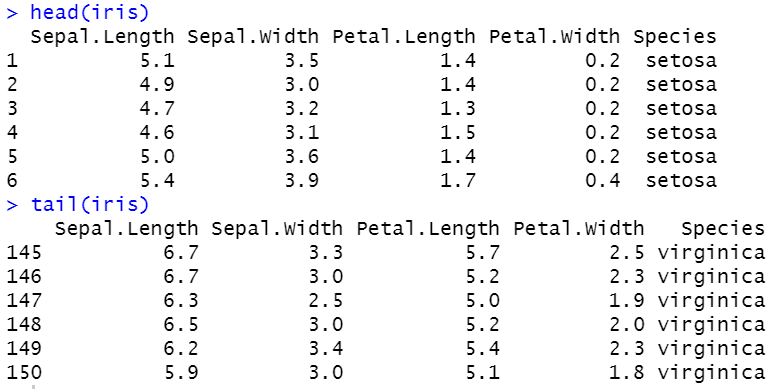 > head(iris)
  Sepal.Length Sepal.Width Petal.Length Petal.Width Species
1          5.1         3.5          1.4         0.2  setosa
2          4.9         3.0          1.4         0.2  setosa
3          4.7         3.2          1.3         0.2  setosa
4          4.6         3.1          1.5         0.2  setosa
5          5.0         3.6          1.4         0.2  setosa
6          5.4         3.9          1.7         0.4  setosa
> tail(iris)
    Sepal.Length Sepal.Width Petal.Length Petal.Width   Species
145          6.7         3.3          5.7         2.5 virginica
146          6.7         3.0          5.2         2.3 virginica
147          6.3         2.5          5.0         1.9 virginica
148          6.5         3.0          5.2         2.0 virginica
149          6.2         3.4          5.4         2.3 virginica
150          5.9         3.0          5.1         1.8 virginica